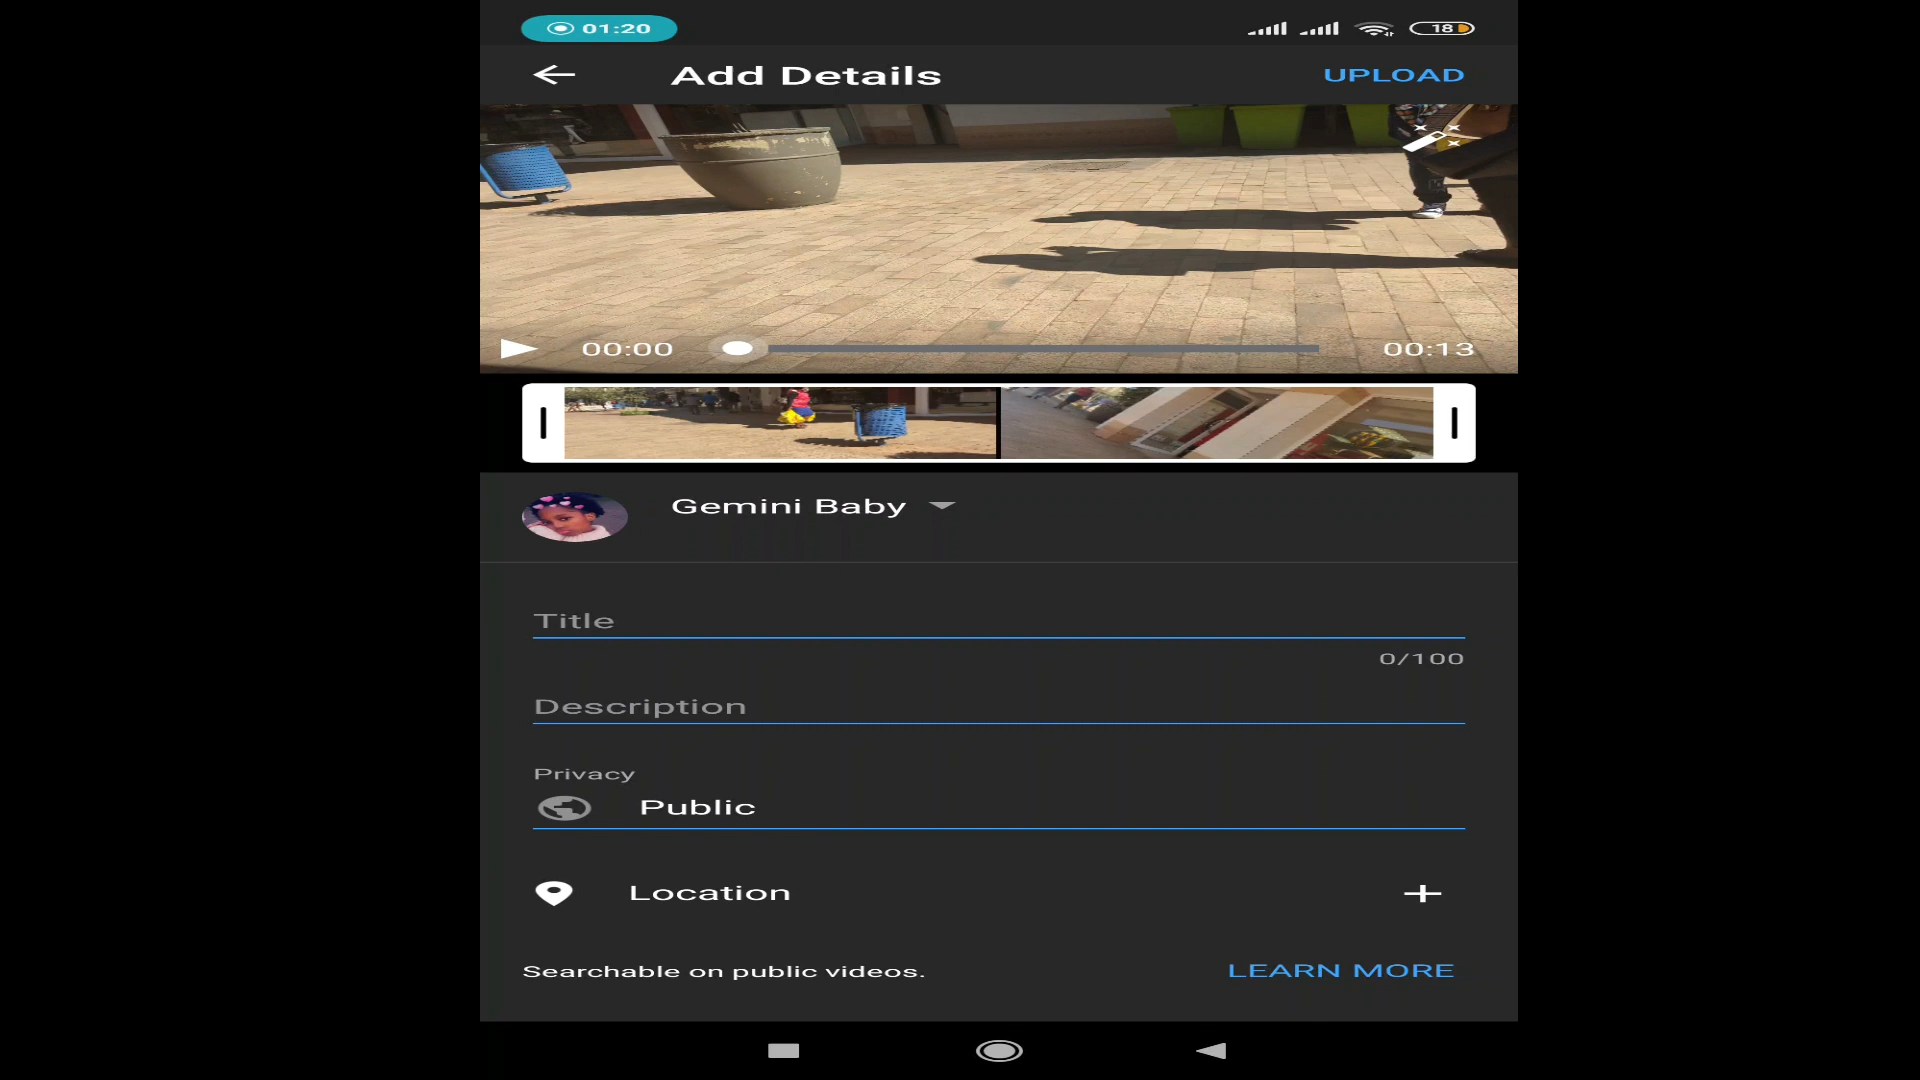 01:20
18
Add Details
UPLOAD
00:00
00:13
Gemini Baby
Title
0/100
Description
Privacy
Public
Location
Searchable on public videos.
LEARN MORE